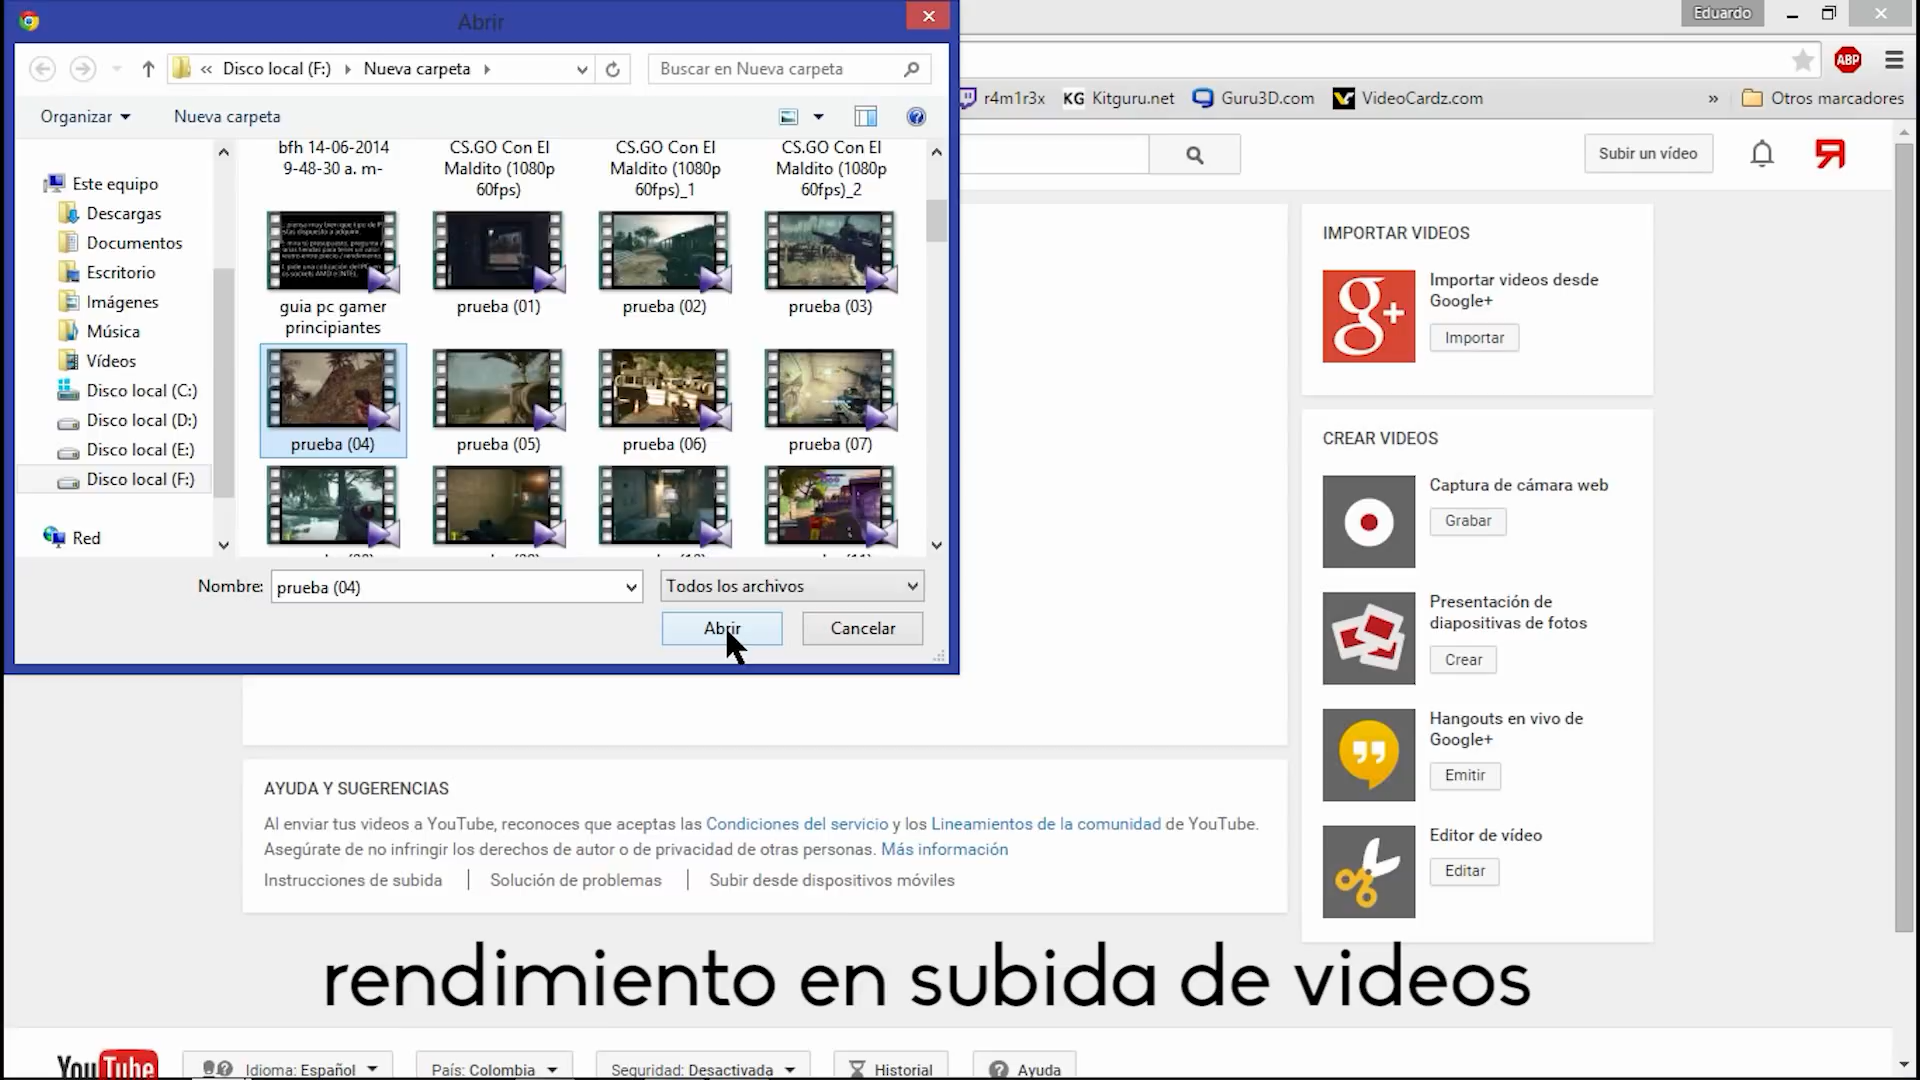 Abrir
Eduardo
« Disco local (F:) Nueva carpeta
Buscar en Nueva carpeta
ABP
r4m1r3x
KG Kitguru.net
Guru3D.com
VideoCardz.com
»
Otros marcadores
Organizar
Nueva carpeta
Subir un vídeo
Este equipo
Descargas
Documentos
Escritorio
Imágenes
Música
Vídeos
Disco local (C:)
Disco local (D:)
Disco local (E:)
Disco local (F:)
Red
bfh 14-06-2014
9-48-30 a. m-
CS.GO Con El
Maldito (1080p
60fps)
CS.GO Con El
Maldito (1080p
60fps)_1
CS.GO Con El
Maldito (1080p
60fps)_2
guia pc gamer
principiantes
prueba (01)
prueba (02)
prueba (03)
prueba (04)
prueba (05)
prueba (06)
prueba (07)
Nombre: prueba (04)
Todos los archivos
Abrir
Cancelar
IMPORTAR VIDEOS
g+
Importar videos desde
Google+
Importar
CREAR VIDEOS
Captura de cámara web
Grabar
Presentación de
diapositivas de fotos
Crear
Hangouts en vivo de
Google+
Emitir
Editor de vídeo
Editar
AYUDA Y SUGERENCIAS
Al enviar tus videos a YouTube, reconoces que aceptas las Condiciones del servicio y los Lineamientos de la comunidad de YouTube.
Asegúrate de no infringir los derechos de autor o de privacidad de otras personas. Más información
Instrucciones de subida
Solución de problemas
Subir desde dispositivos móviles
rendimiento en subida de videos
YouTube
Idioma: Español
País: Colombia
Seguridad: Desactivada
Historial
Ayuda